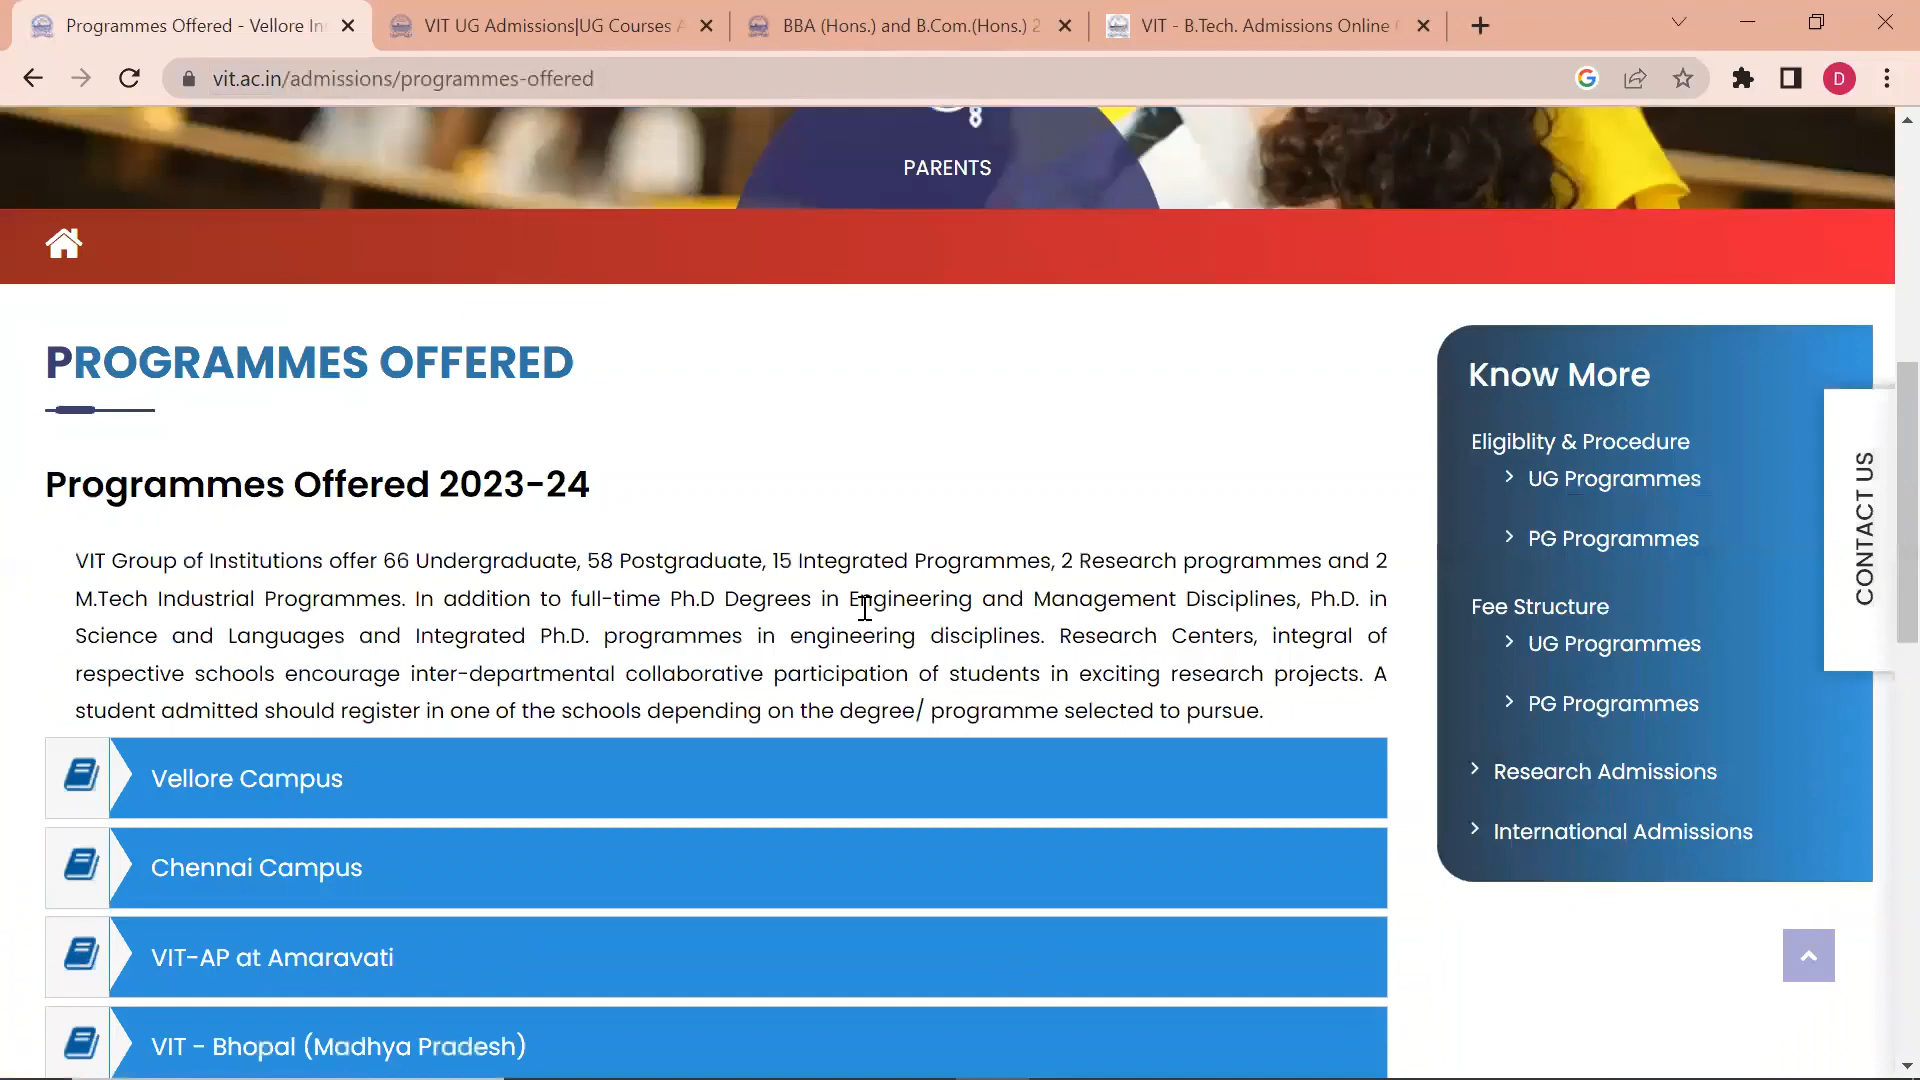 Programmes Offered - Vellore In
VIT UG Admissions|UG Courses A
BBA (Hons.) and B.Com.(Hons.) 2
VIT - B.Tech. Admissions Online
vit.ac.in/admissions/programmes-offered
D
8
PARENTS
PROGRAMMES OFFERED
Programmes Offered 2023-24
VIT Group of Institutions offer 66 Undergraduate, 58 Postgraduate, 15 Integrated Programmes, 2 Research programmes and 2
M.Tech Industrial Programmes. In addition to full-time Ph.D Degrees in Engineering and Management Disciplines, Ph.D. in
Science and Languages and Integrated Ph.D. programmes in engineering disciplines. Research Centers, integral of
respective schools encourage inter-departmental collaborative participation of students in exciting research projects. A
student admitted should register in one of the schools depending on the degree/ programme selected to pursue.
Vellore Campus
Chennai Campus
VIT-AP at Amaravati
VIT - Bhopal (Madhya Pradesh)
Know More
Eligiblity & Procedure
UG Programmes
PG Programmes
Fee Structure
UG Programmes
PG Programmes
Research Admissions
International Admissions
CONTACT US